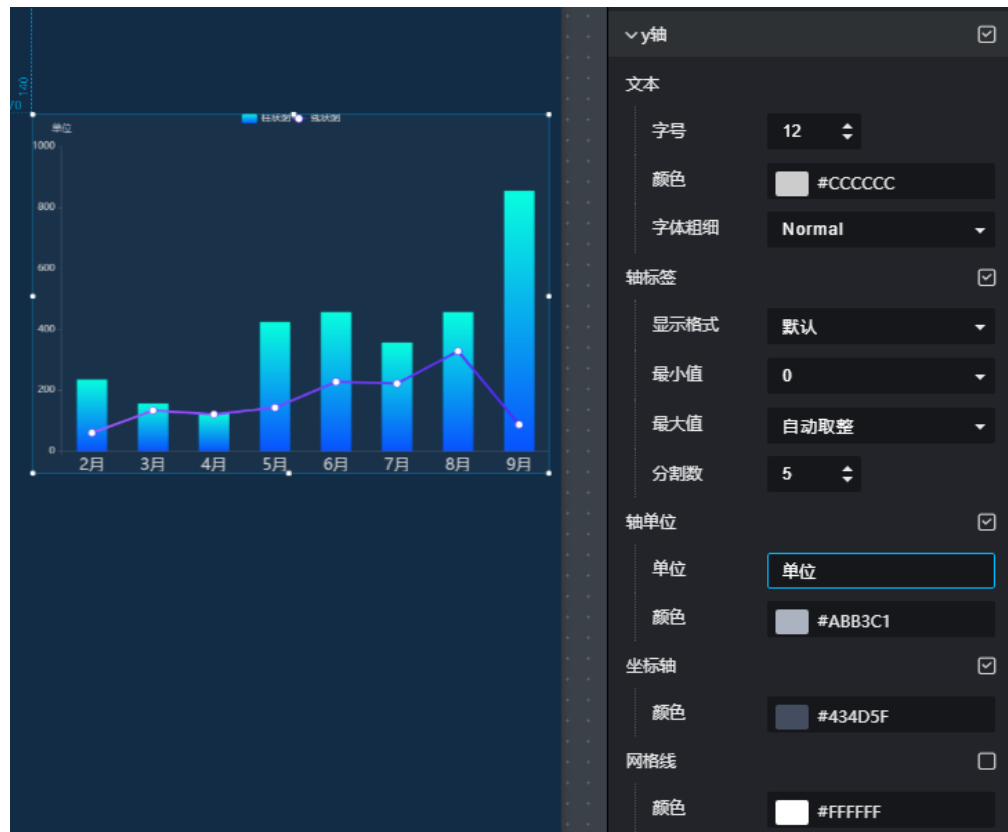 140
单位
柱状图
1000
800
600
400
200
0
2月 3月 4月 5月 6月 7月 8月 9月
y轴
文本
字号 12
颜色 #CCCCCC
字体粗细 Normal
轴标签
显示格式 默认
最小值 0
最大值 自动取整
分割数 5
轴单位
单位 单位
颜色 #ABB3C1
坐标轴
颜色 #434D5F
网格线
颜色 #FFFFFF